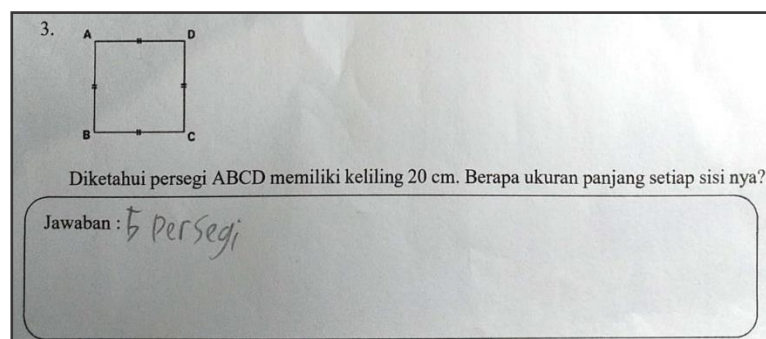 3.
A D
B C
Diketahui persegi ABCD memiliki keliling 20 cm. Berapa ukuran panjang setiap sisi nya?
Jawaban : 5 persegi